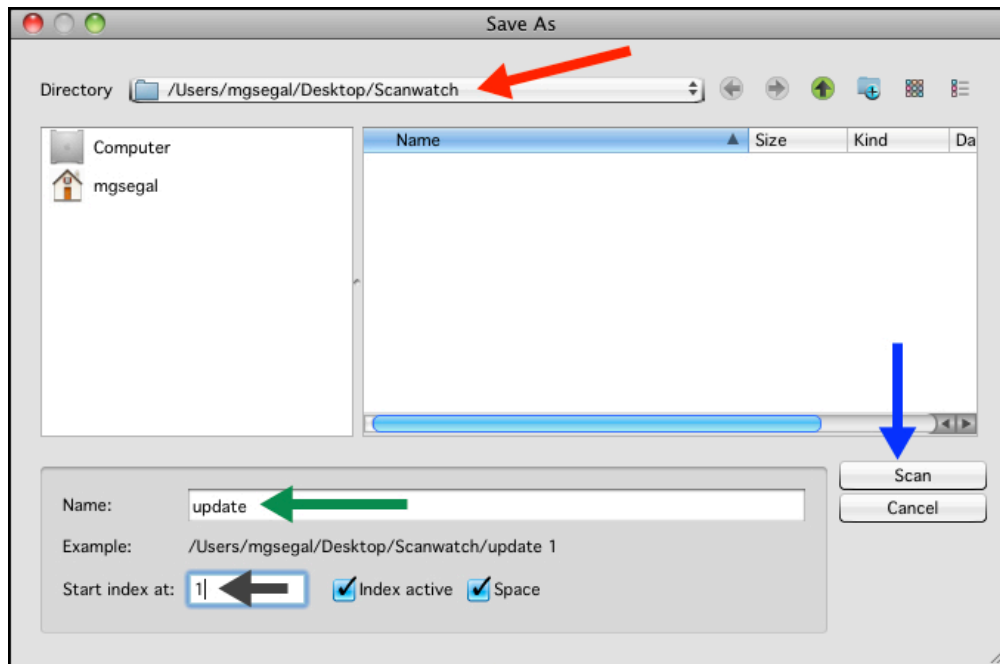 Save As
Directory /Users/mgsegal/Desktop/Scanwatch
Computer
mgsegal
Name Size Kind Da
Scan
Cancel
Name: update
Example: /Users/mgsegal/Desktop/Scanwatch/update 1
Start index at: 1 Index active Space